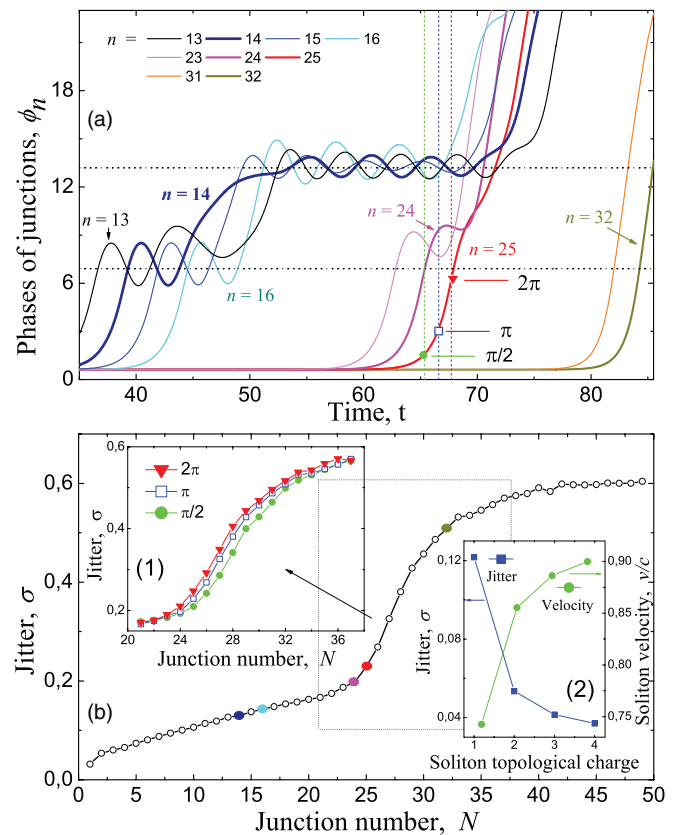 n = 13 14 15 16
23 24 25
31 32
(a)
Phases of junctions, ϕn
18
12
6
0
n = 14
n = 13
n = 16
n = 24
n = 25
n = 32
2π
π
π/2
40 50 60 70 80
Time, t
0,6
0,4
0,2
0,0
Jitter, σ
(b)
0,6
0,4
0,2
Jitter, σ
2π
π
π/2
(1)
20 24 28 32 36
Junction number, N
0,12
0,08
0,04
Jitter, σ
Jitter
Velocity
(2)
0,90
0,85
0,80
0,75
Soliton velocity, v/c
1 2 3 4
Soliton topological charge
0 5 10 15 20 25 30 35 40 45 50
Junction number, N